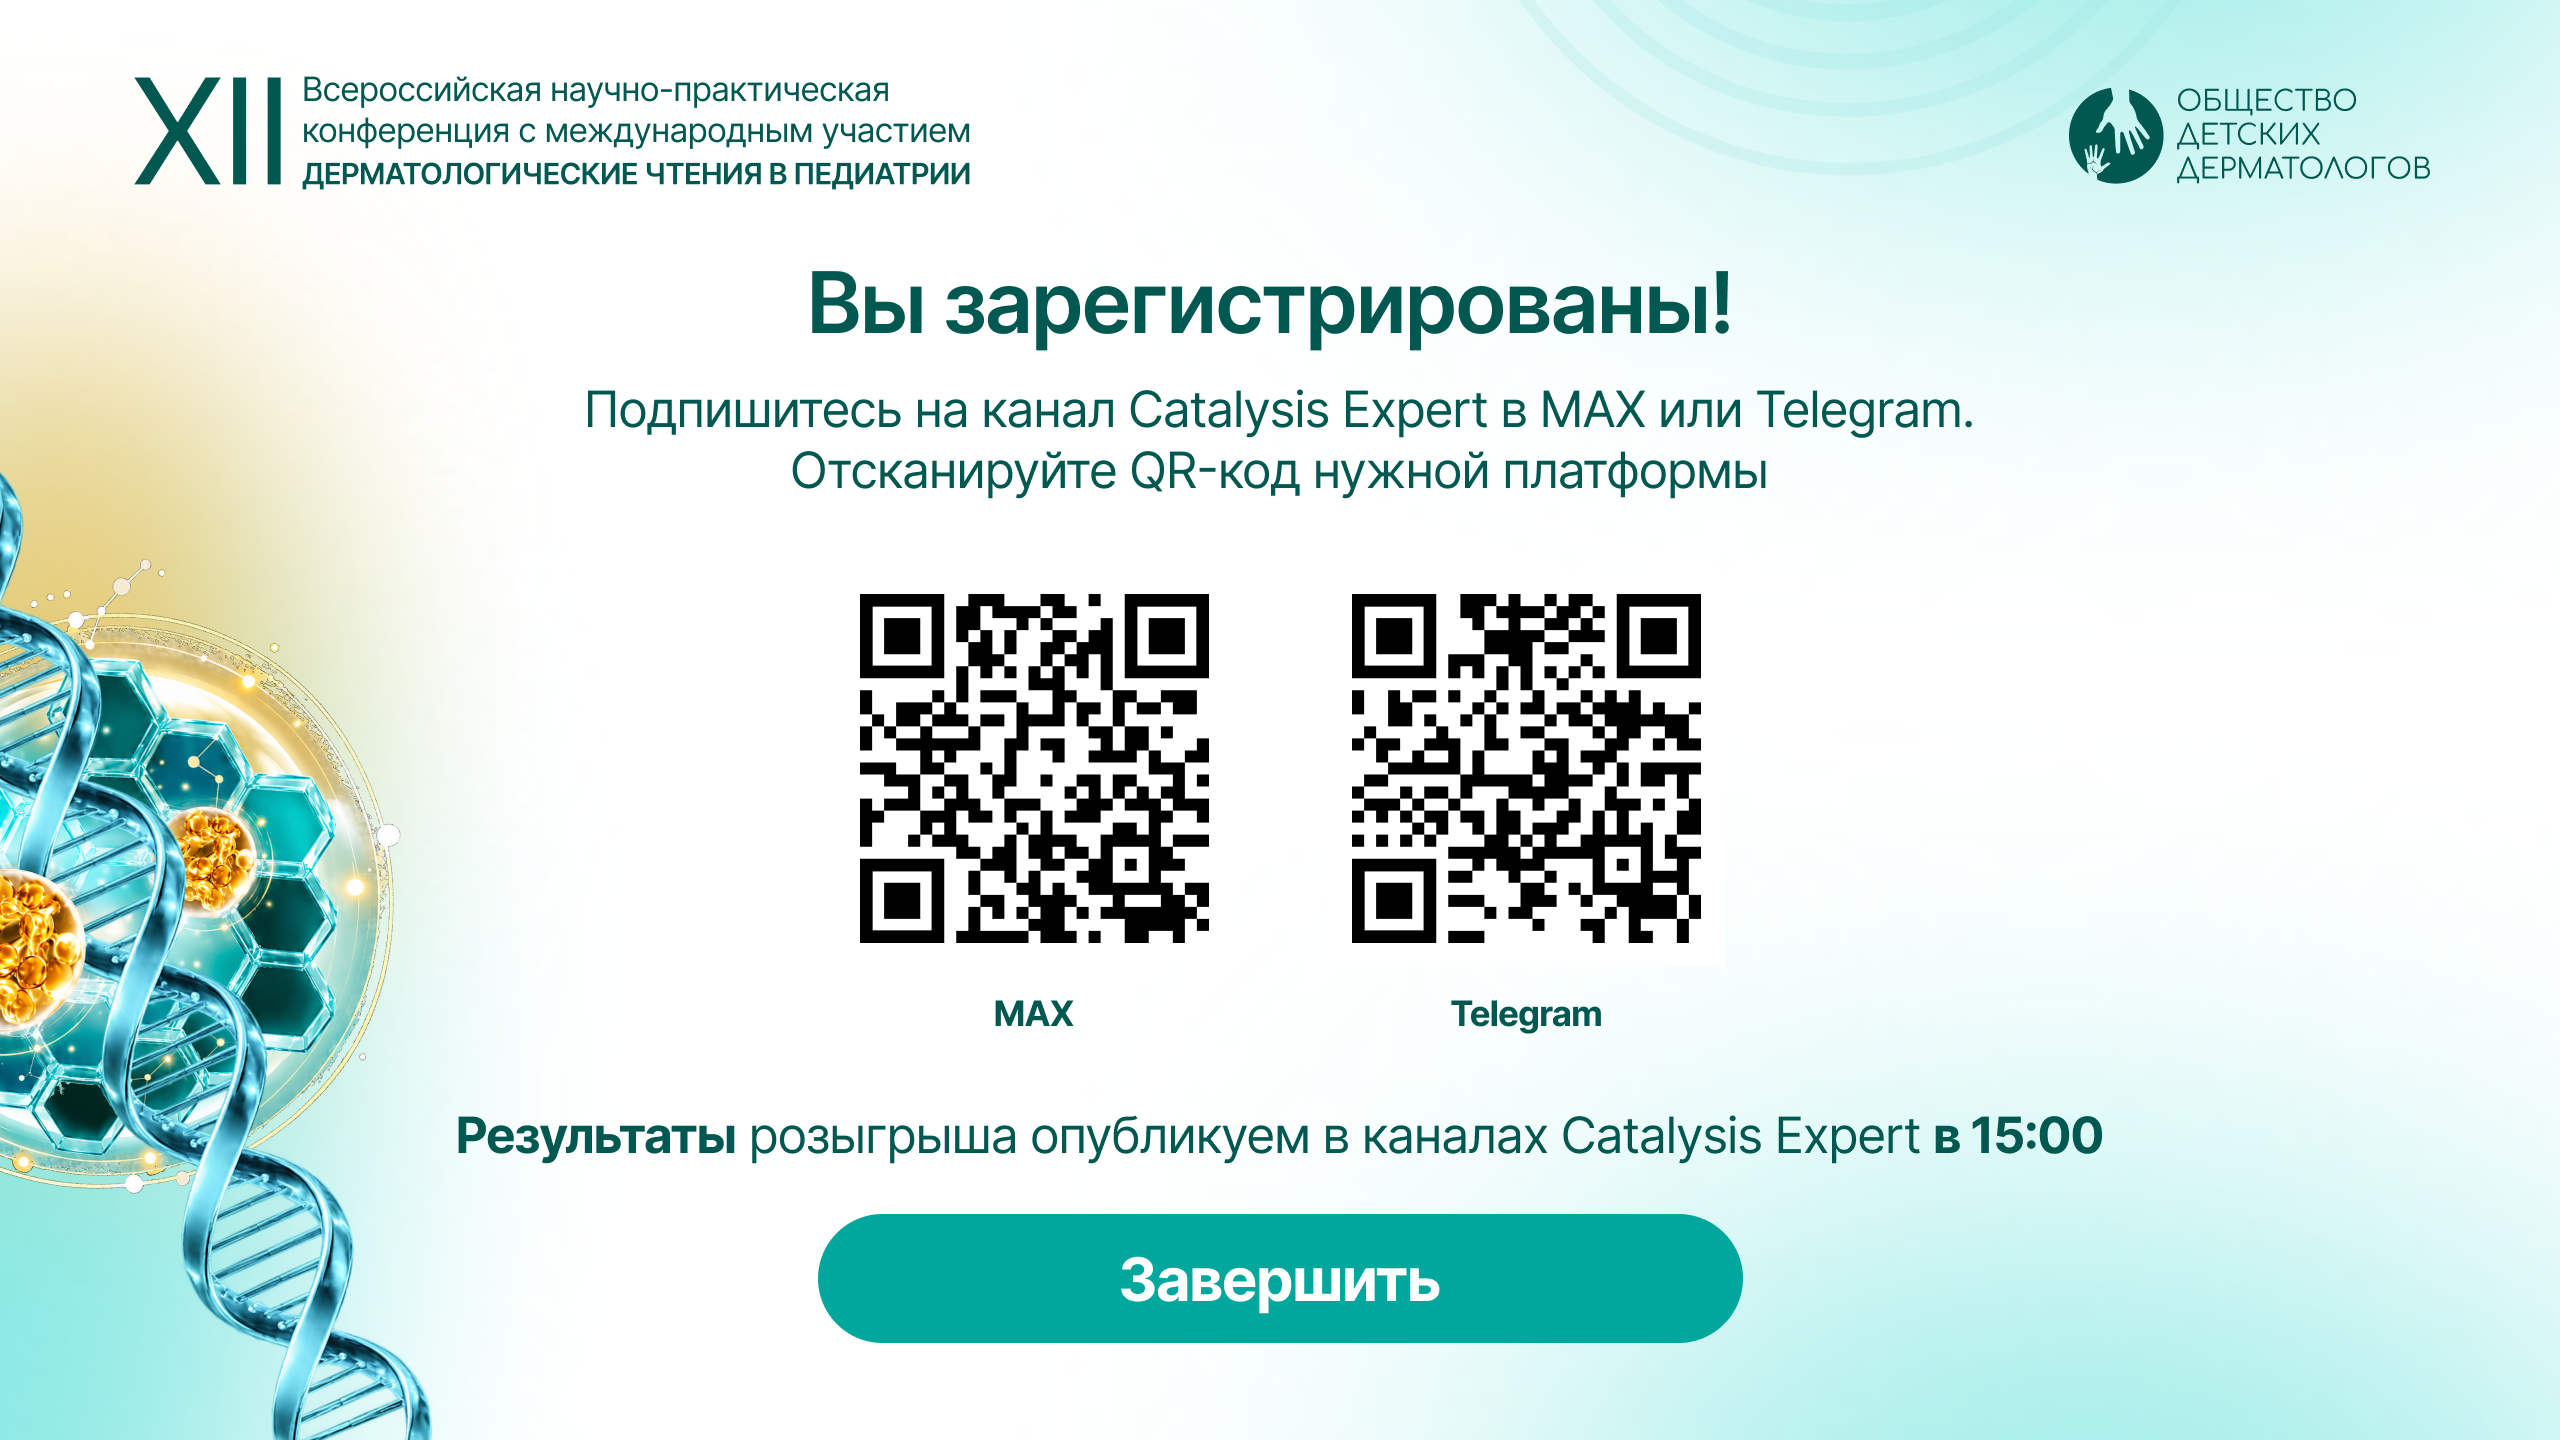 XII
Всероссийская научно-практическая
конференция с международным участием
ДЕРМАТОЛОГИЧЕСКИЕ ЧТЕНИЯ В ПЕДИАТРИИ
ОБЩЕСТВО
ДЕТСКИХ
ДЕРМАТОЛОГОВ
Вы зарегистрированы!
Подпишитесь на канал Catalysis Expert в MAX или Telegram.
Отсканируйте QR-код нужной платформы
MAX
Telegram
Результаты розыгрыша опубликуем в каналах Catalysis Expert в 15:00
Завершить